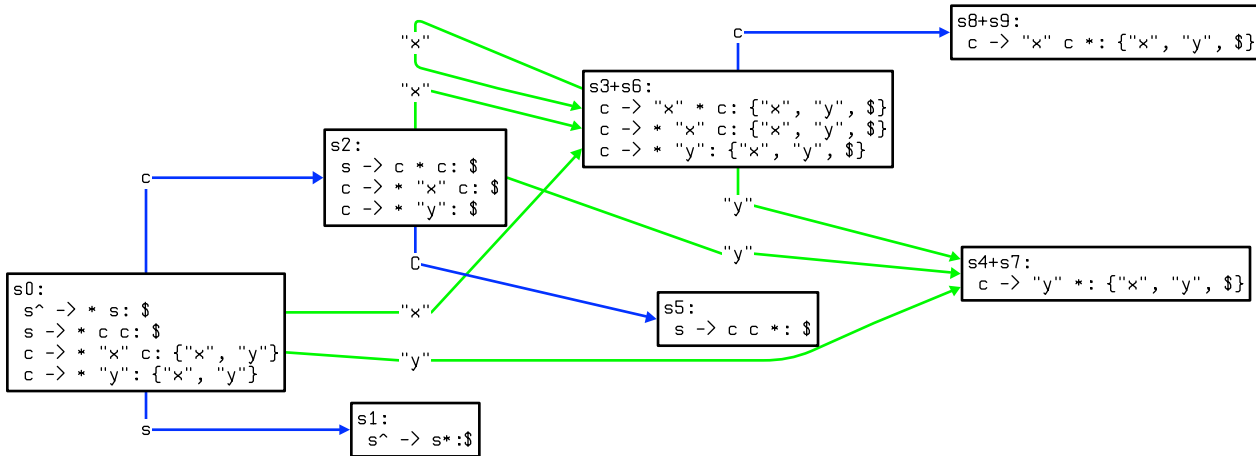 s8+s9:
c -> "x" c *: {"x", "y", $}
c
"x"
"x"
s3+s6:
c -> "x" * c: {"x", "y", $}
c -> * "x" c: {"x", "y", $}
c -> * "y": {"x", "y, $}
s2:
s -> c * c: $
c -> * "x" c: $
c -> * "y": $
c
"y"
"y"
C
s4+s7:
c -> "y" *: {"x", "y", $}
s0:
s^ -> * s: $
s -> * c c: $
c -> * "x" c: {"x", "y"}
c -> * "y": {"x", "y"}
"x"
"y"
s5:
s -> c c *: $
s
s1:
s^ -> s*:$